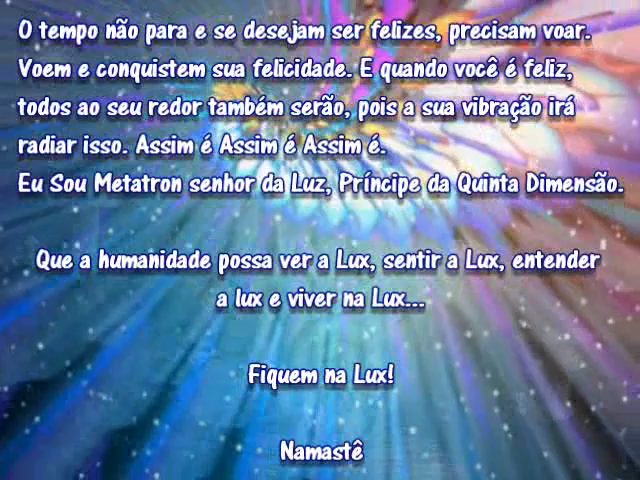 O tempo não para e se desejam ser felizes, precisam voar.
Voem e conquistem sua felicidade. E quando você é feliz,
todos ao seu redor também serão, pois a sua vibração irá
radiar isso. Assim é Assim é Assim é.
Eu Sou Metatron senhor da Luz, Príncipe da Quinta Dimensão.
Que a humanidade possa ver a Lux, sentir a Lux, entender
a lux e viver na Lux...
Fiquem na Lux!
Namastê